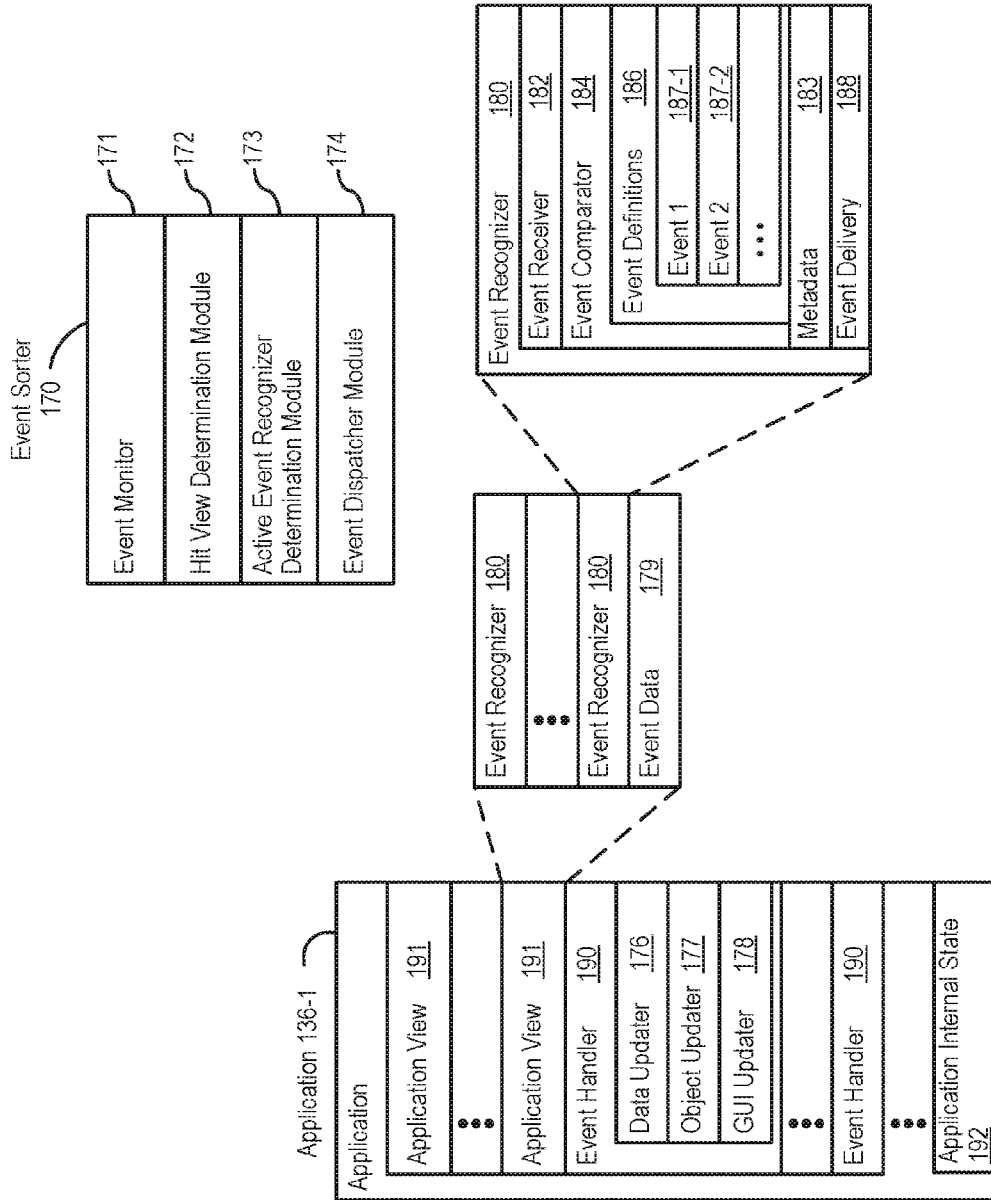 Event Sorter
170
Event Monitor
171
Hit View Determination Module
172
Active Event Recognizer
Determination Module
173
Event Dispatcher Module
174
Application 136-1
Application
Application View 191
•••
Application View 191
Event Handler 190
Data Updater 176
Object Updater 177
GUI Updater 178
•••
Event Handler 190
•••
Application Internal State
192
Event Recognizer 180
•••
Event Recognizer 180
Event Data 179
Event Recognizer 180
Event Receiver 182
Event Comparator 184
Event Definitions 186
Event 1 187-1
Event 2 187-2
•••
Metadata 183
Event Delivery 188